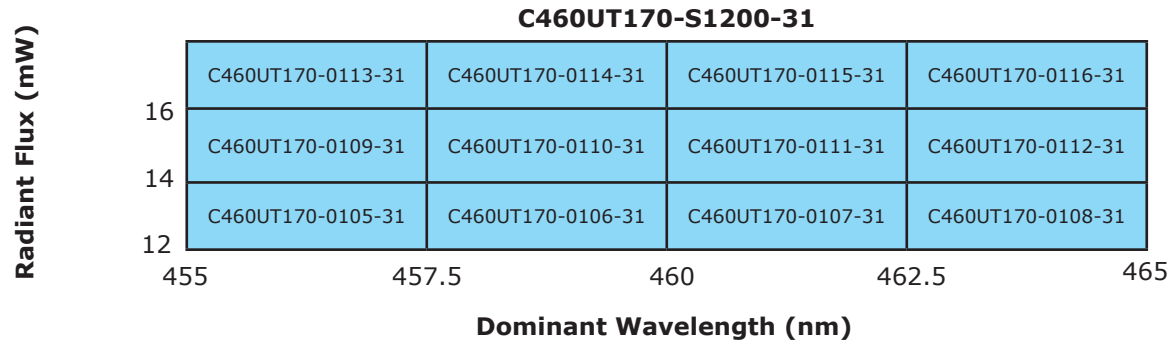 C460UT170-S1200-31
Radiant Flux (mW)
C460UT170-0113-31 C460UT170-0114-31 C460UT170-0115-31 C460UT170-0116-31
16
C460UT170-0109-31 C460UT170-0110-31 C460UT170-0111-31 C460UT170-0112-31
14
C460UT170-0105-31 C460UT170-0106-31 C460UT170-0107-31 C460UT170-0108-31
12
455 457.5 460 462.5 465
Dominant Wavelength (nm)